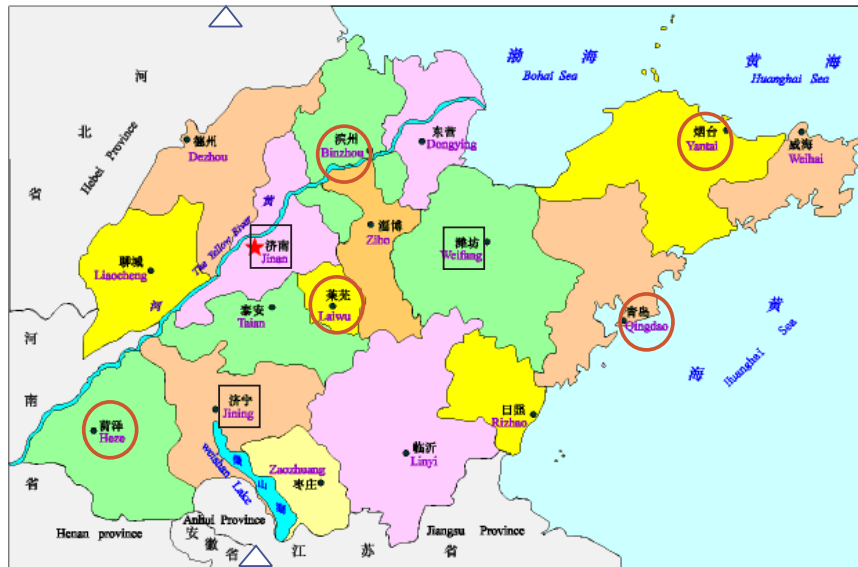 渤 海
Bohai Sea
黄 海
Huanghai Sea
河
北
省
Hebei Province
德州
Dezhou
滨州
Binzhou
东营
Dongying
烟台
Yantai
威海
Weihai
黄
The Yellow River
河
济南
Jinan
淄博
Zibo
潍坊
Weifang
聊城
Liaocheng
泰安
Taian
莱芜
Laiwu
青岛
Qingdao
黄
海
Ihuanghai Sea
河
南
省
菏泽
Heze
济宁
Jining
日照
Rizhao
临沂
Linyi
Zaozhuang
枣庄
weishan Lake
微
山
湖
Henan province
Anhui Province
安
徽
省
江 苏 省
Jiangsu Province